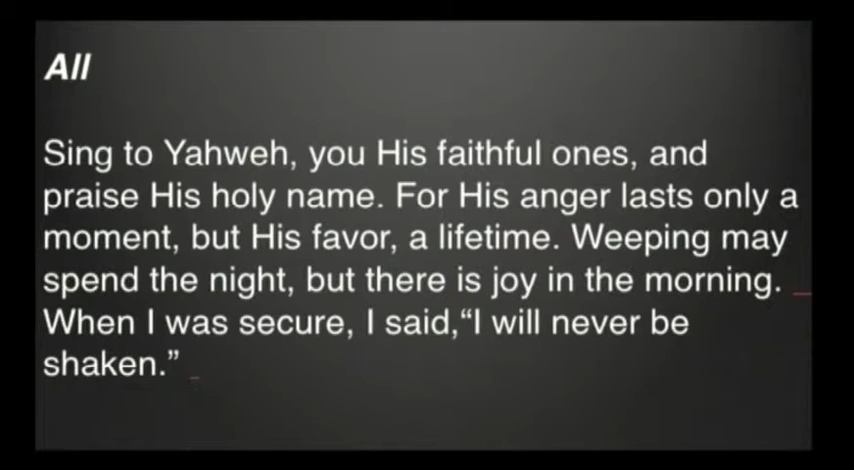 All
Sing to Yahweh, you His faithful ones, and
praise His holy name. For His anger lasts only a
moment, but His favor, a lifetime. Weeping may
spend the night, but there is joy in the morning.
When I was secure, I said,“I will never be
shaken.”